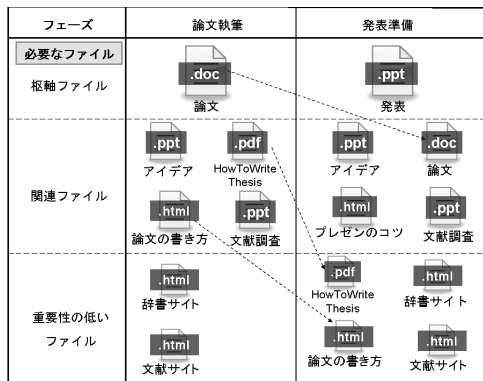 フェーズ
論文執筆
発表準備
必要なファイル
枢軸ファイル
.doc
論文
.ppt
発表
関連ファイル
.ppt
アイデア
.pdf
HowToWrite
Thesis
.ppt
アイデア
.doc
論文
.html
論文の書き方
.ppt
文献調査
.html
プレゼンのコツ
.ppt
文献調査
重要性の低い
ファイル
.html
辞書サイト
.pdf
HowToWrite
Thesis
.html
辞書サイト
.html
文献サイト
.html
論文の書き方
.html
文献サイト